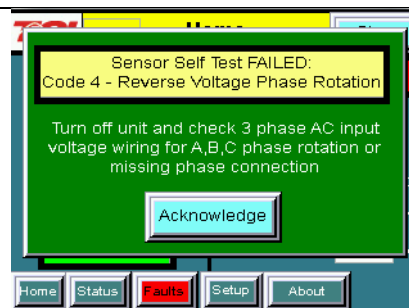 Home
Sensor Self Test FAILED:
Code 4 - Reverse Voltage Phase Rotation
Turn off unit and check 3 phase AC input
voltage wiring for A,B,C phase rotation or
missing phase connection
Acknowledge
Home Status Faults Setup About